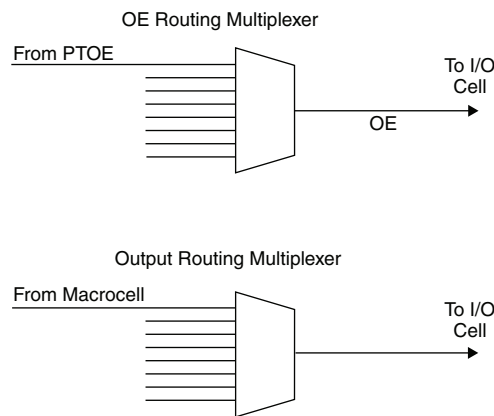 OE Routing Multiplexer
From PTOE
To I/O
Cell
OE
Output Routing Multiplexer
From Macrocell
To I/O
Cell